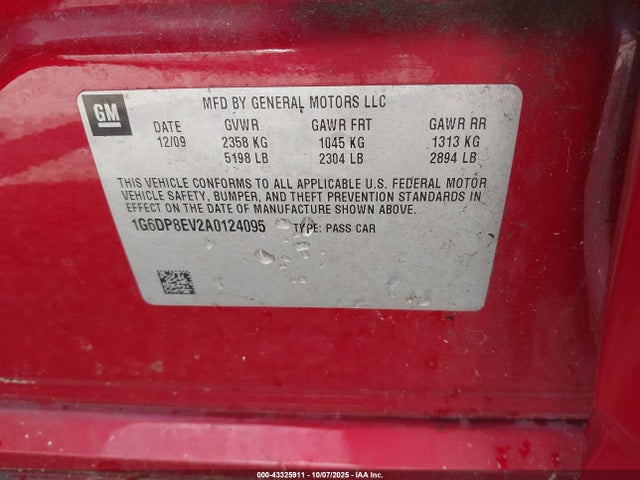 GM
MFD BY GENERAL MOTORS LLC
DATE GVWR GAWR FRT GAWR RR
12/09 2358 KG 1045 KG 1313 KG
5198 LB 2304 LB 2894 LB
THIS VEHICLE CONFORMS TO ALL APPLICABLE U.S. FEDERAL MOTOR
VEHICLE SAFETY, BUMPER, AND THEFT PREVENTION STANDARDS IN
EFFECT ON THE DATE OF MANUFACTURE SHOWN ABOVE.
1G6DP8EV2A0124095 TYPE: PASS CAR
000-43325911 - 10/07/2025 - Copyright © 2025 IAA, Inc.